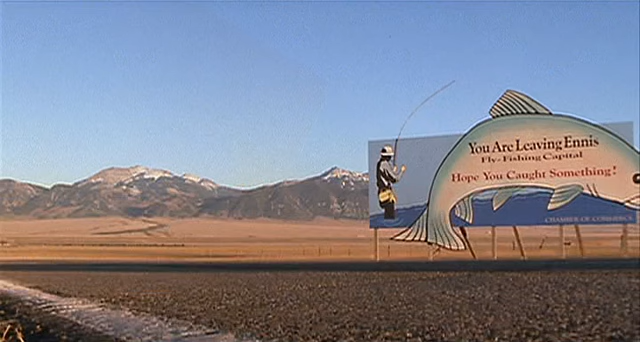 You Are Leaving Ennis
Fly-Fishing Capital
Hope You Caught Something!
CHAMBER OF COMMERCE